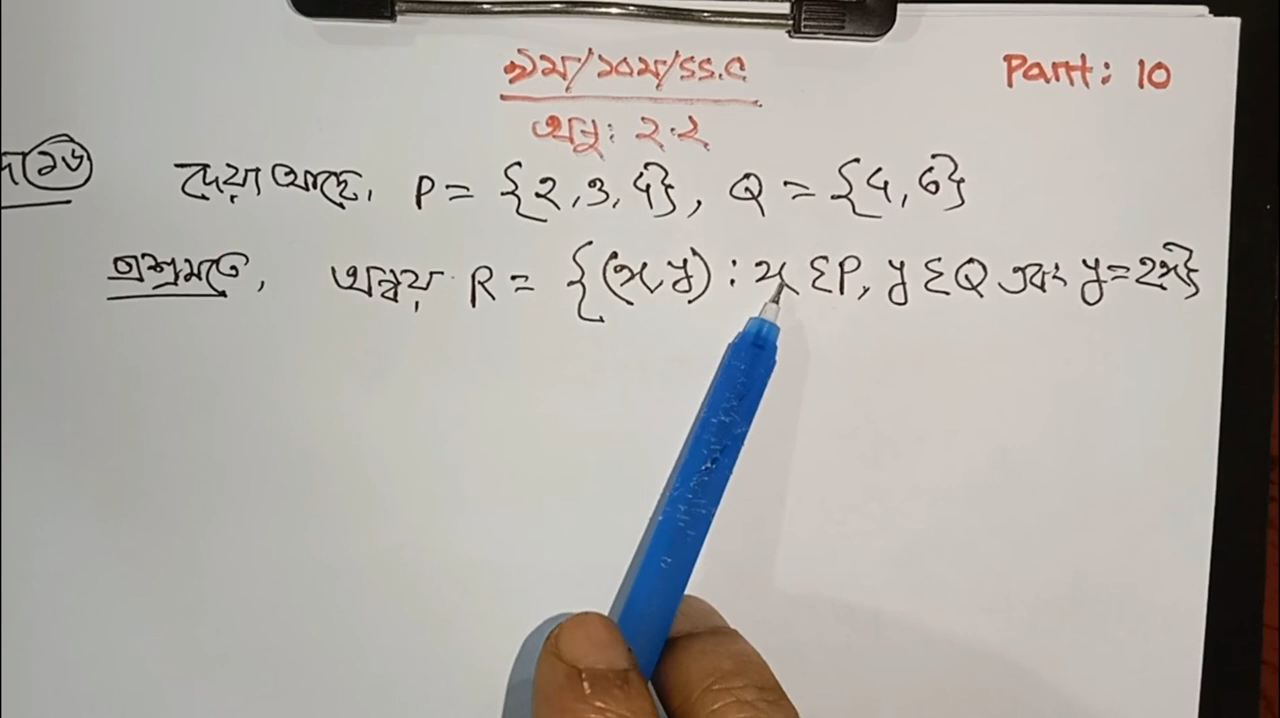 ৯ম/১০ম/SS.C
Part: 10
অনু: ২.২
দা ১৬ দেয়া আছে, P = {2, 3, 4}, Q = {4, 6}
প্রশ্নমতে, অন্বয় R = {(x, y) : x ∑ P, y ∑ Q এবং y = 2x}